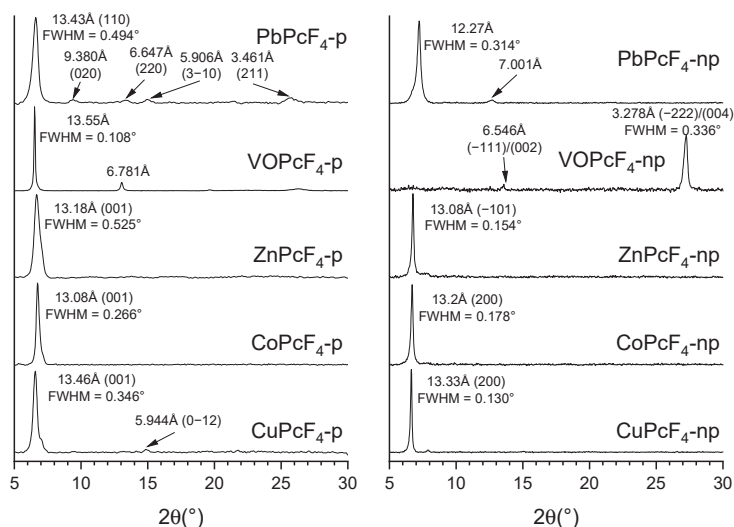 13.43Å (110)
FWHM = 0.494°
PbPcF4-p
9.380Å
(020)
6.647Å
(220)
5.906Å
(3−10)
3.461Å
(211)
13.55Å
FWHM = 0.108°
6.781Å
VOPcF4-p
13.18Å (001)
FWHM = 0.525°
ZnPcF4-p
13.08Å (001)
FWHM = 0.266°
CoPcF4-p
13.46Å (001)
FWHM = 0.346°
5.944Å (0−12)
CuPcF4-p
5 10 15 20 25 30
2θ(°)
12.27Å
FWHM = 0.314°
7.001Å
PbPcF4-np
3.278Å (−222)/(004)
FWHM = 0.336°
6.546Å
(−111)/(002)
VOPcF4-np
13.08Å (−101)
FWHM = 0.154°
ZnPcF4-np
13.2Å (200)
FWHM = 0.178°
CoPcF4-np
13.33Å (200)
FWHM = 0.130°
CuPcF4-np
5 10 15 20 25 30
2θ(°)